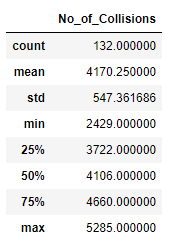 No_of_Collisions
count 132.000000
mean 4170.250000
std 547.361686
min 2429.000000
25% 3722.000000
50% 4106.000000
75% 4660.000000
max 5285.000000